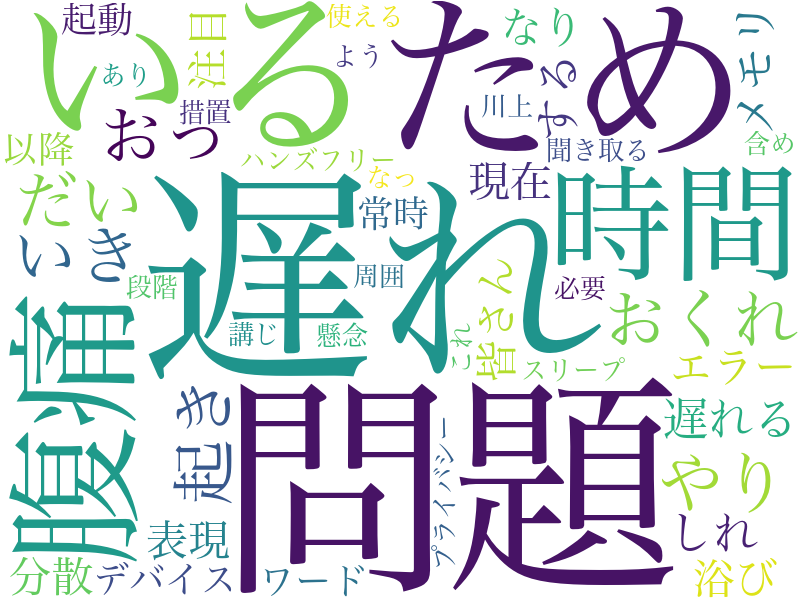 いる
ため
起動
注目
使える
なり
メモリ
よう
する
あり
措置
おっ
川上
以降
ハンズフリー
聞き取る
含め
だい
遅れ
なっ
現在
時間
いき
常時
段階
周囲
皆さん
必要
おくれ
腹痛
講じ
懸念
これ
スリープ
エラー
起き
問題
プライバシー
遅れる
やり
表現
しれ
分散
デバイス
ワード
浴び